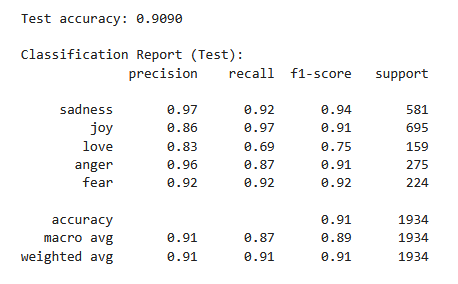 Test accuracy: 0.9090
Classification Report (Test):
precision recall f1-score support
sadness 0.97 0.92 0.94 581
joy 0.86 0.97 0.91 695
love 0.83 0.69 0.75 159
anger 0.96 0.87 0.91 275
fear 0.92 0.92 0.92 224
accuracy 0.91 1934
macro avg 0.91 0.87 0.89 1934
weighted avg 0.91 0.91 0.91 1934